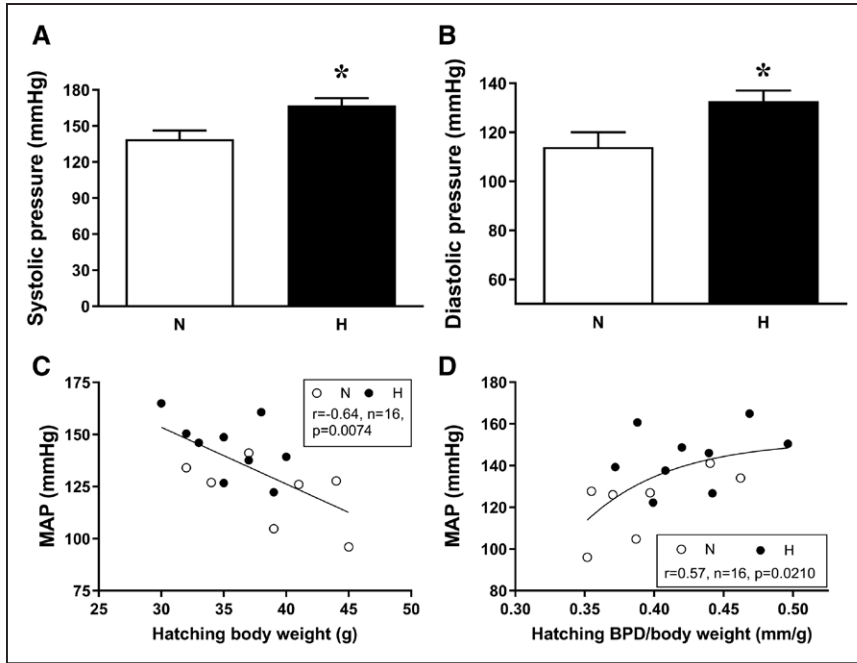 A
Systolic pressure (mmHg)
180
150
120
90
60
30
0
*
N
H
B
Diastolic pressure (mmHg)
140
120
100
80
60
*
N
H
C
MAP (mmHg)
175
150
125
100
75
N H
r=-0.64, n=16,
p=0.0074
25 30 35 40 45 50
Hatching body weight (g)
D
MAP (mmHg)
180
160
140
120
100
80
N H
r=0.57, n=16, p=0.0210
0.30 0.35 0.40 0.45 0.50
Hatching BPD/body weight (mm/g)